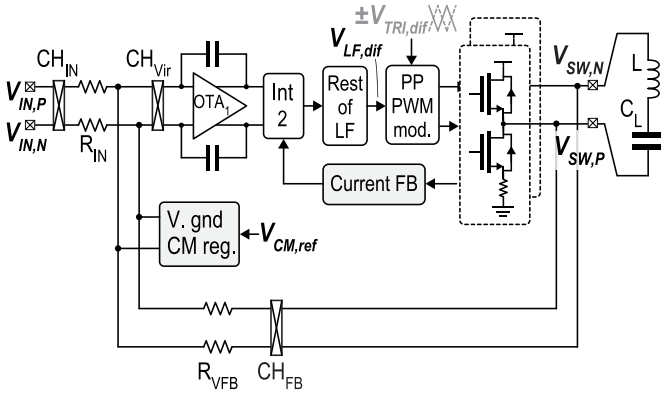 ±V_TRI,dif
CH_IN
CH_Vir
V_LF,dif
V_SW,N
L
V_IN,P
OTA_1
Int
2
Rest
of
LF
PP
PWM
mod.
C_L
V_IN,N
R_IN
V_SW,P
Current FB
V. gnd
CM reg.
V_CM,ref
R_VFB
CH_FB